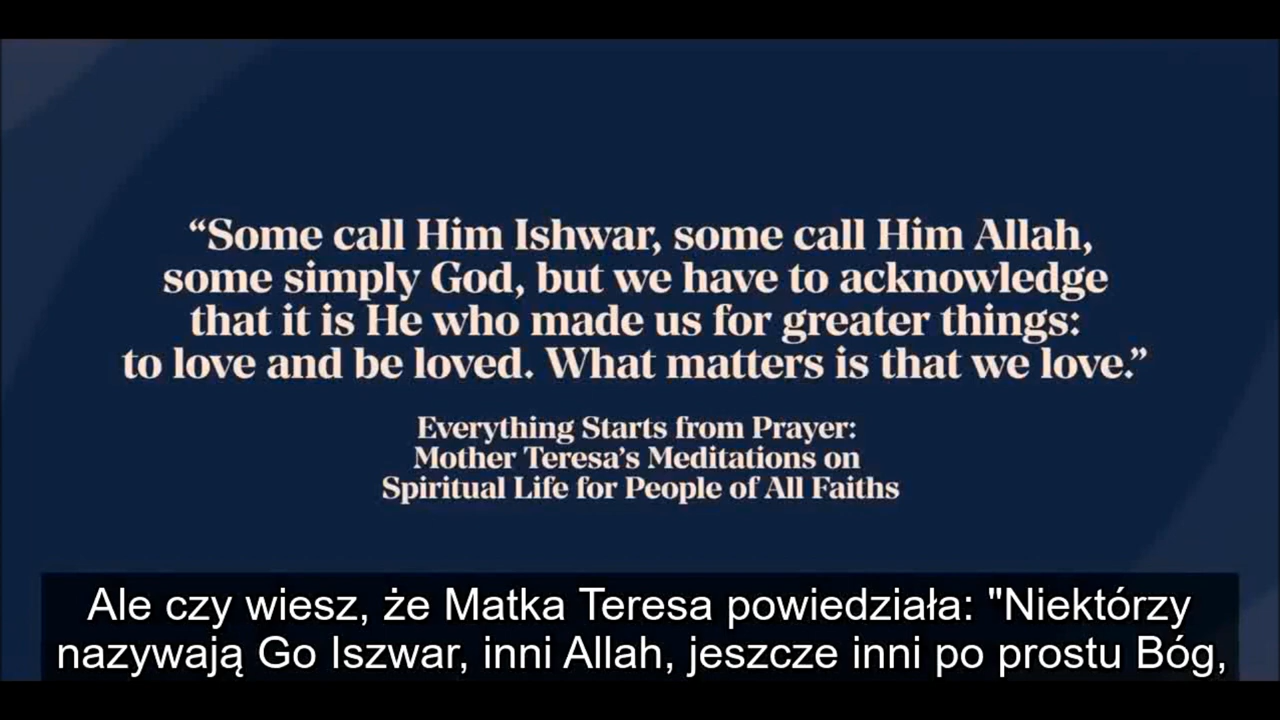 “Some call Him Ishwar, some call Him Allah,
some simply God, but we have to acknowledge
that it is He who made us for greater things:
to love and be loved. What matters is that we love.”
Everything Starts from Prayer:
Mother Teresa’s Meditations on
Spiritual Life for People of All Faiths
Ale czy wiesz, że Matka Teresa powiedziała: "Niektórzy
nazywają Go Iszwar, inni Allah, jeszcze inni po prostu Bóg,